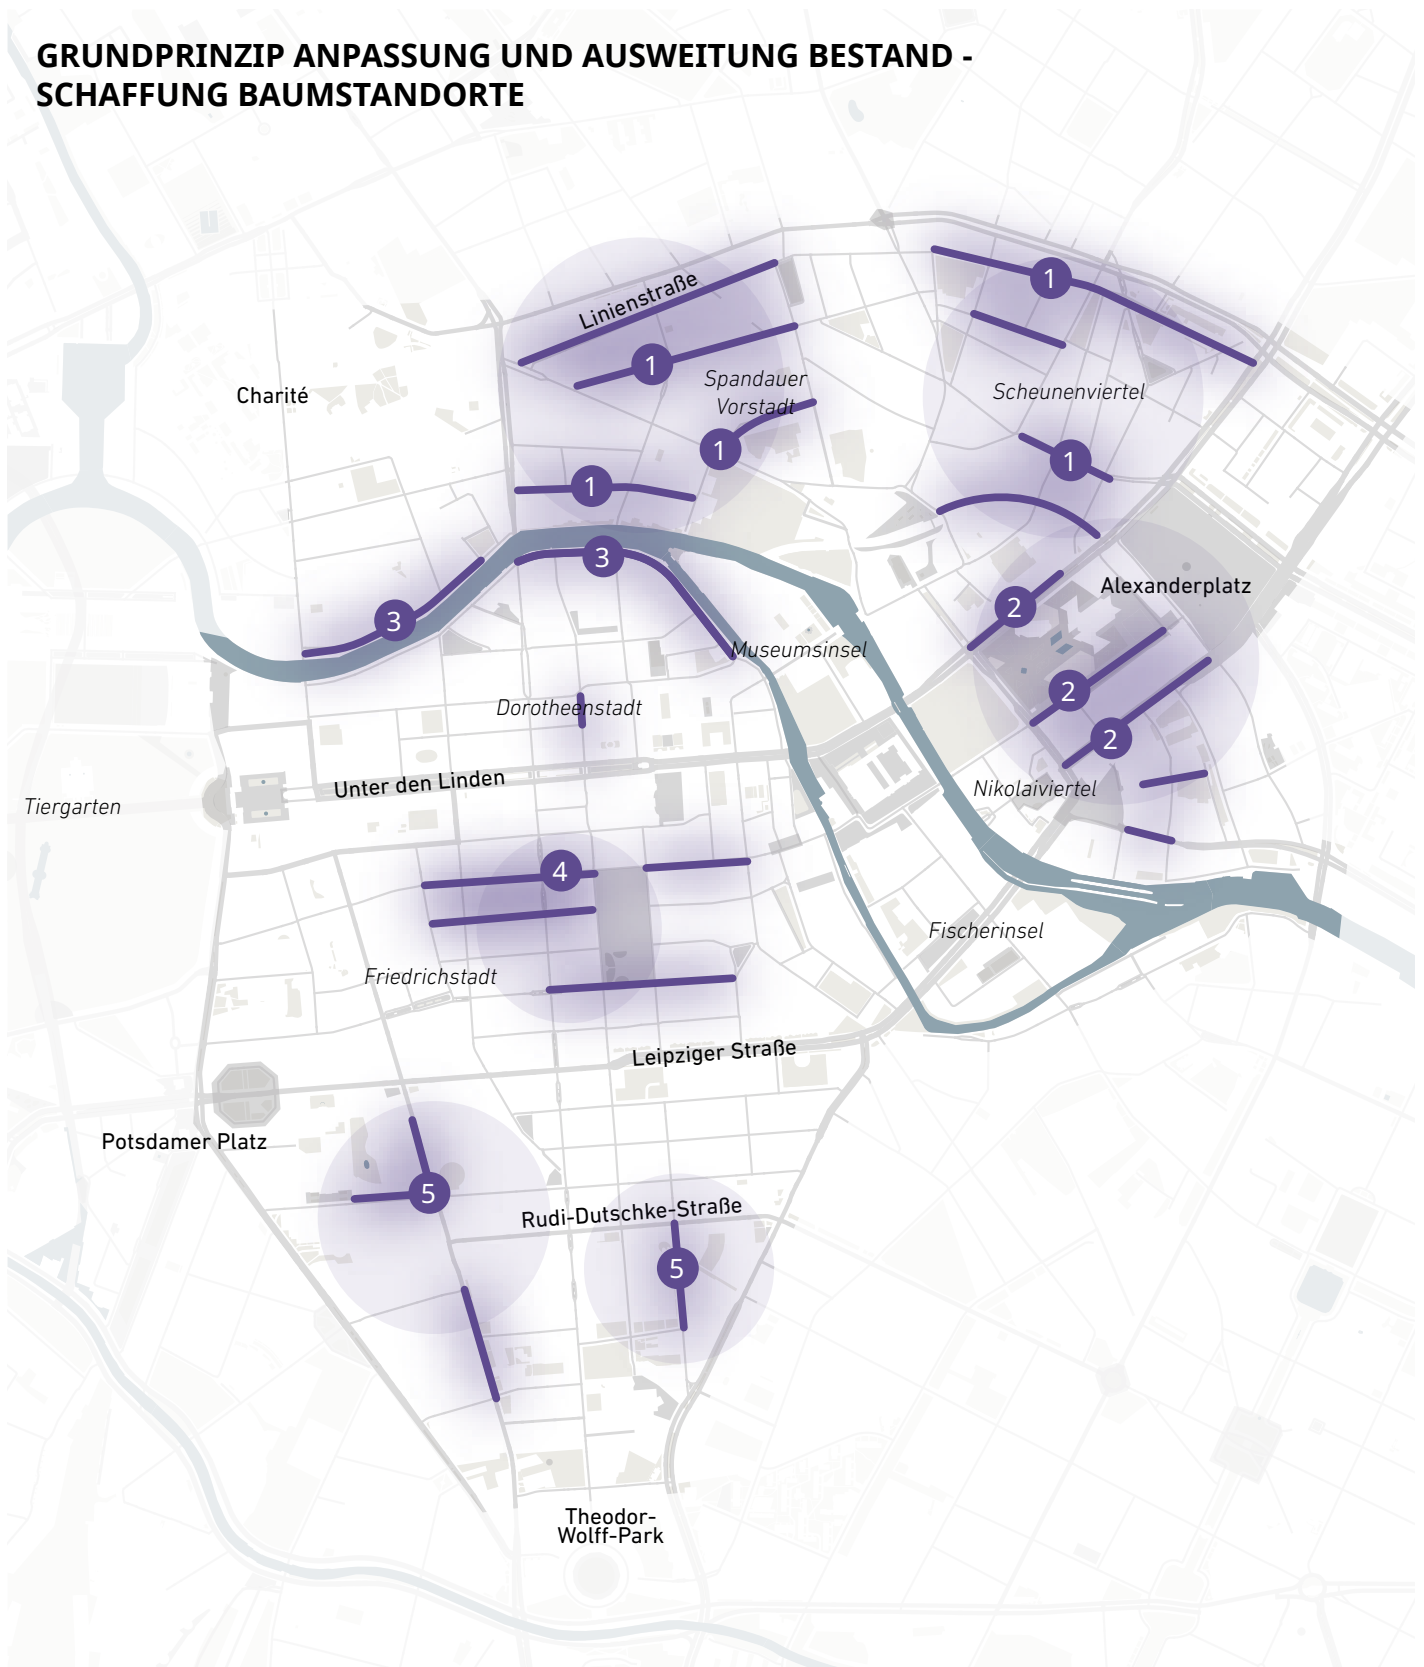 GRUNDPRINZIP ANPASSUNG UND AUSWEITUNG BESTAND -
SCHAFFUNG BAUMSTANDORTE
Linienstraße
1
1
Spandauer
Vorstadt
Charité
Scheunenviertel
1
1
1
3
3
Alexanderplatz
2
Museumsinsel
2
Dorotheenstadt
2
Unter den Linden
Nikolaiviertel
Tiergarten
4
Fischerinsel
Friedrichstadt
Leipziger Straße
Potsdamer Platz
5
Rudi-Dutschke-Straße
5
Theodor-
Wolff-Park